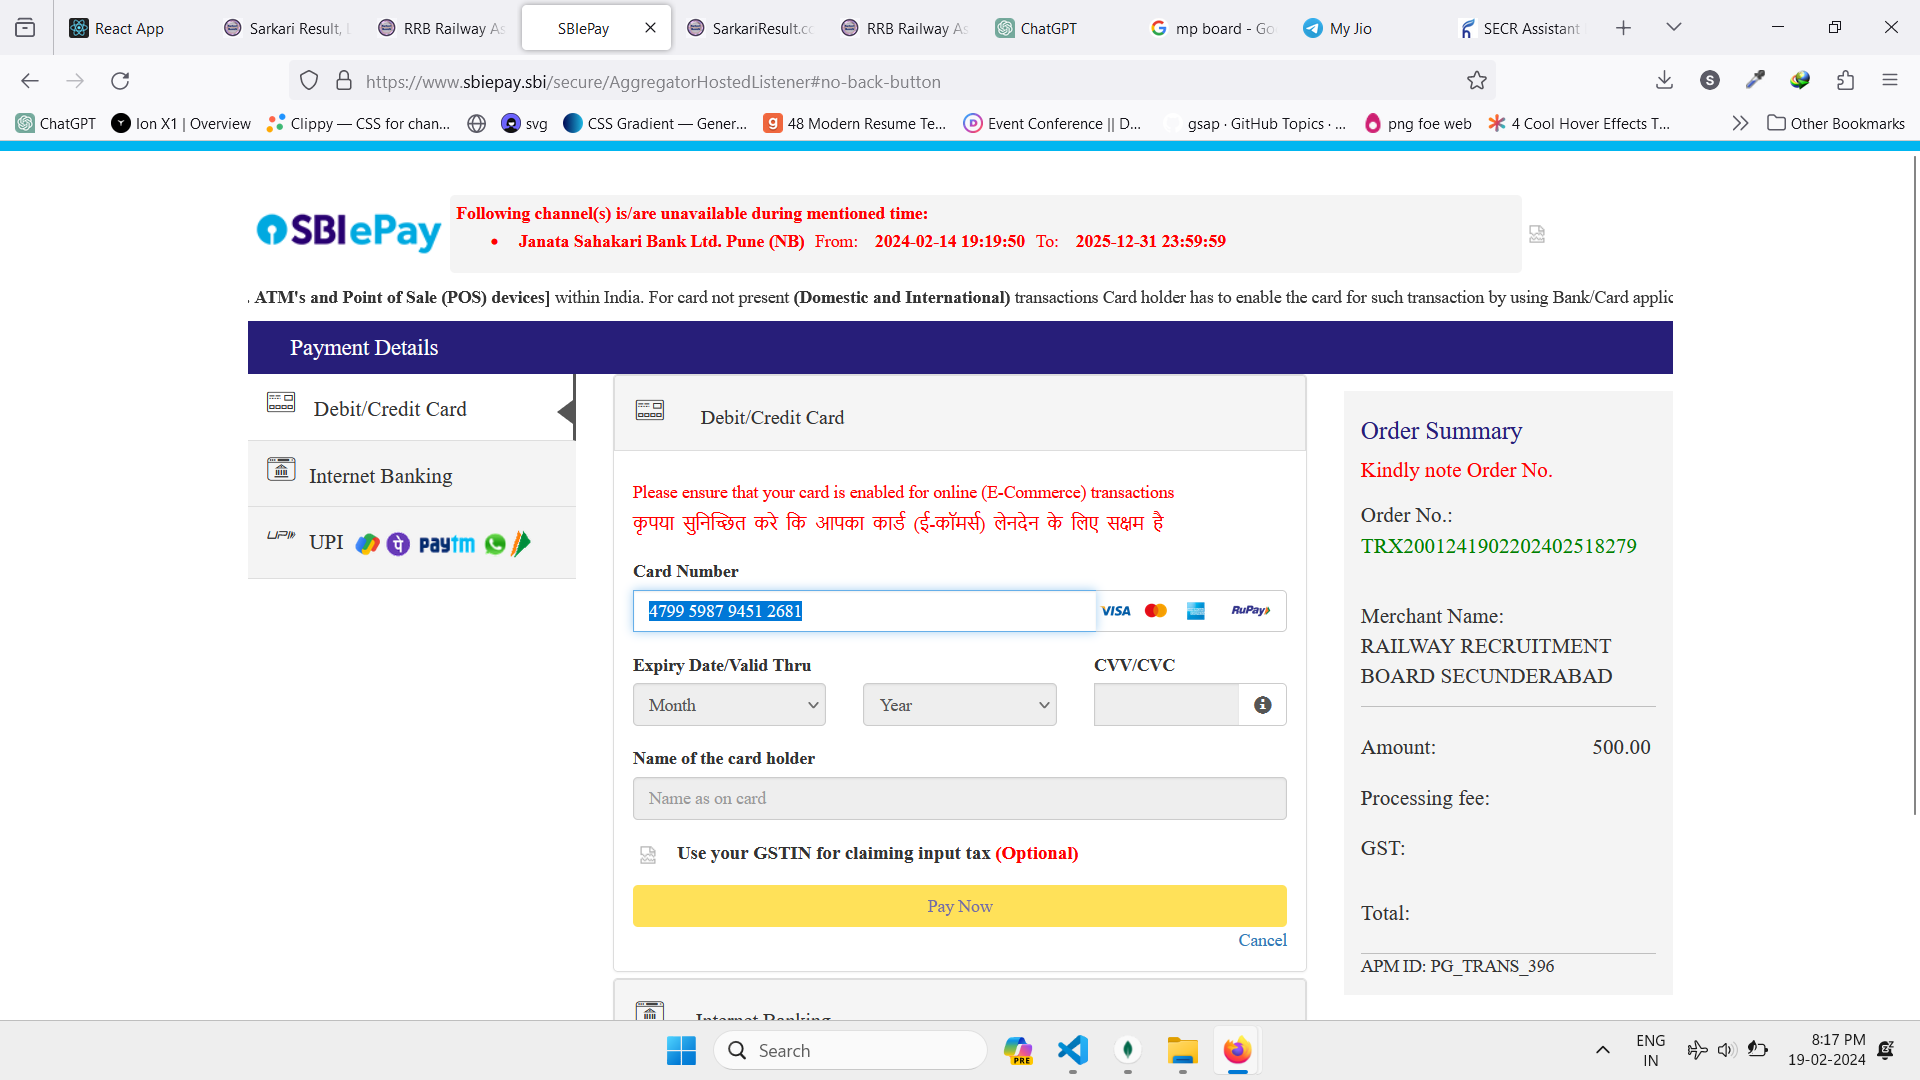 React App
Sarkari Result,
RRB Railway As
SBIePay
SarkariResult.co
RRB Railway As
ChatGPT
mp board - Go
My Jio
SECR Assistant
https://www.sbiepay.sbi/secure/AggregatorHostedListener#no-back-button
S
ChatGPT
Ion X1 | Overview
Clippy — CSS for chan...
svg
CSS Gradient — Gener...
48 Modern Resume Te...
Event Conference || D...
gsap · GitHub Topics · ...
png foe web
4 Cool Hover Effects T...
Other Bookmarks
SBI ePay
Following channel(s) is/are unavailable during mentioned time:
• Janata Sahakari Bank Ltd. Pune (NB) From: 2024-02-14 19:19:50 To: 2025-12-31 23:59:59
. ATM's and Point of Sale (POS) devices] within India. For card not present (Domestic and International) transactions Card holder has to enable the card for such transaction by using Bank/Card applic
Payment Details
Debit/Credit Card
Internet Banking
UPI UPI पे paytm
Debit/Credit Card
Please ensure that your card is enabled for online (E-Commerce) transactions
कृपया सुनिच्छित करे कि आपका कार्ड (ई-कॉमर्स) लेनदेन के लिए सक्षम है
Card Number
4799 5987 9451 2681
VISA
RuPay
Expiry Date/Valid Thru
CVV/CVC
Month
Year
Name of the card holder
Name as on card
Use your GSTIN for claiming input tax (Optional)
Pay Now
Cancel
Internet Banking
Order Summary
Kindly note Order No.
Order No.:
TRX2001241902202402518279
Merchant Name:
RAILWAY RECRUITMENT
BOARD SECUNDERABAD
Amount: 500.00
Processing fee:
GST:
Total:
APM ID: PG_TRANS_396
Search
PRE
ENG
IN
8:17 PM
19-02-2024